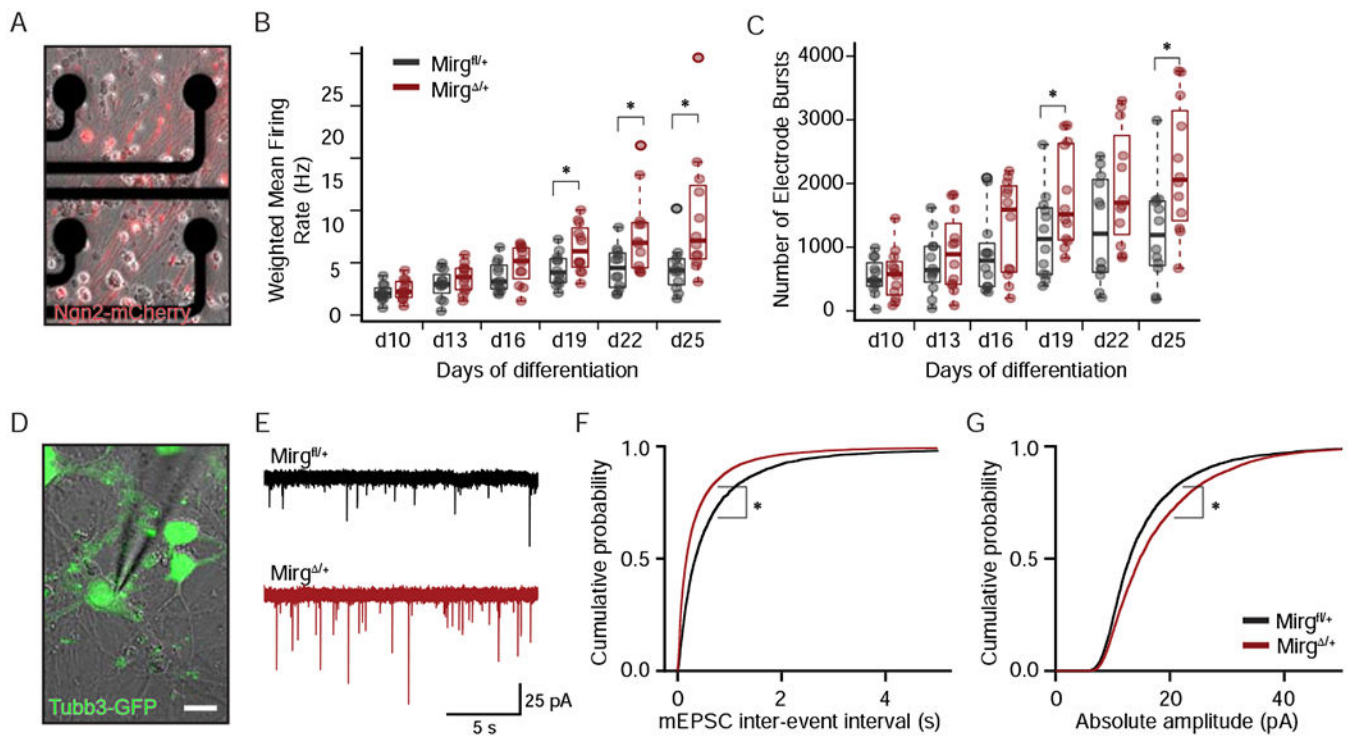 A
Ngn2-mCherry
B
Weighted Mean Firing
Rate (Hz)
25
25
20
15
10
5
0
Mirg^fl/+
Mirg^Δ/+
*
*
*
d10 d13 d16 d19 d22 d25
Days of differentiation
C
Number of Electrode Bursts
4000
3000
2000
1000
0
*
*
d10 d13 d16 d19 d22 d25
Days of differentiation
D
Tubb3-GFP
E
Mirg^fl/+
Mirg^Δ/+
25 pA
5 s
F
Cumulative probability
1.0
0.5
0.0
*
0 2 4
mEPSC inter-event interval (s)
G
Cumulative probability
1.0
0.5
0.0
*
Mirg^fl/+
Mirg^Δ/+
0 20 40
Absolute amplitude (pA)